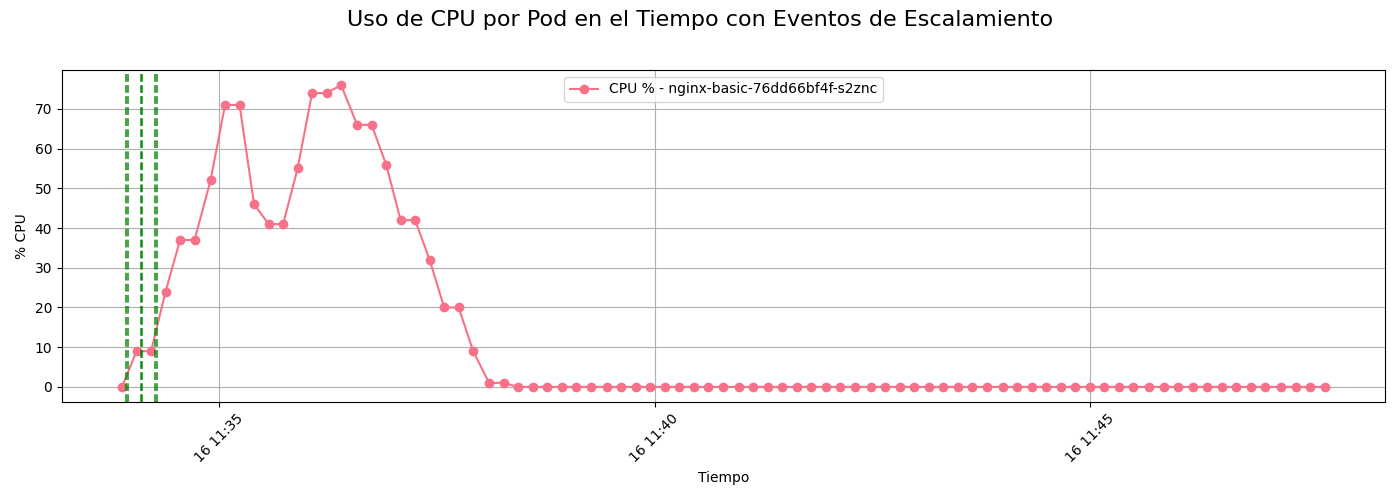 Uso de CPU por Pod en el Tiempo con Eventos de Escalamiento
CPU % - nginx-basic-76dd66bf4f-s2znc
% CPU
70
60
50
40
30
20
10
0
16 11:35
16 11:40
16 11:45
Tiempo